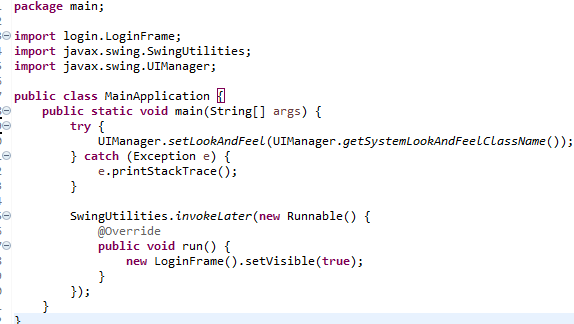 package main;
import login.LoginFrame;
import javax.swing.SwingUtilities;
import javax.swing.UIManager;
public class MainApplication {
    public static void main(String[] args) {
        try {
            UIManager.setLookAndFeel(UIManager.getSystemLookAndFeelClassName());
        } catch (Exception e) {
            e.printStackTrace();
        }
        SwingUtilities.invokeLater(new Runnable() {
            @Override
            public void run() {
                new LoginFrame().setVisible(true);
            }
        });
    }
}